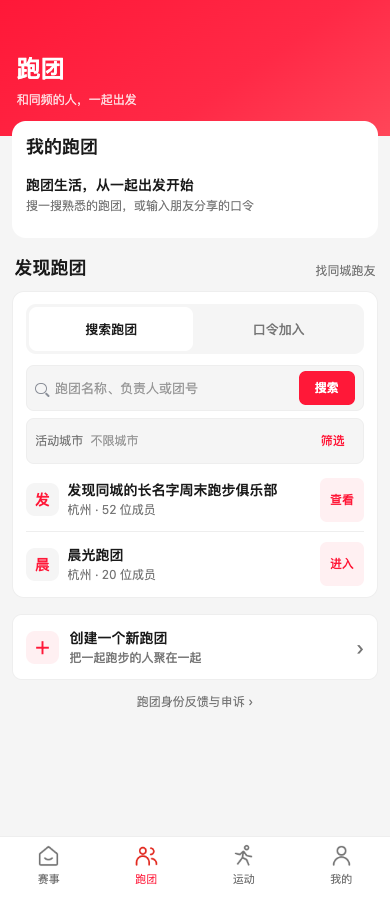 跑团
和同频的人，一起出发
我的跑团
跑团生活，从一起出发开始
搜一搜熟悉的跑团，或输入朋友分享的口令
发现跑团
找同城跑友
搜索跑团
口令加入
跑团名称、负责人或团号
搜索
活动城市 不限城市
筛选
发
发现同城的长名字周末跑步俱乐部
杭州 · 52 位成员
查看
晨
晨光跑团
杭州 · 20 位成员
进入
创建一个新跑团
把一起跑步的人聚在一起
跑团身份反馈与申诉 ›
赛事
跑团
运动
我的